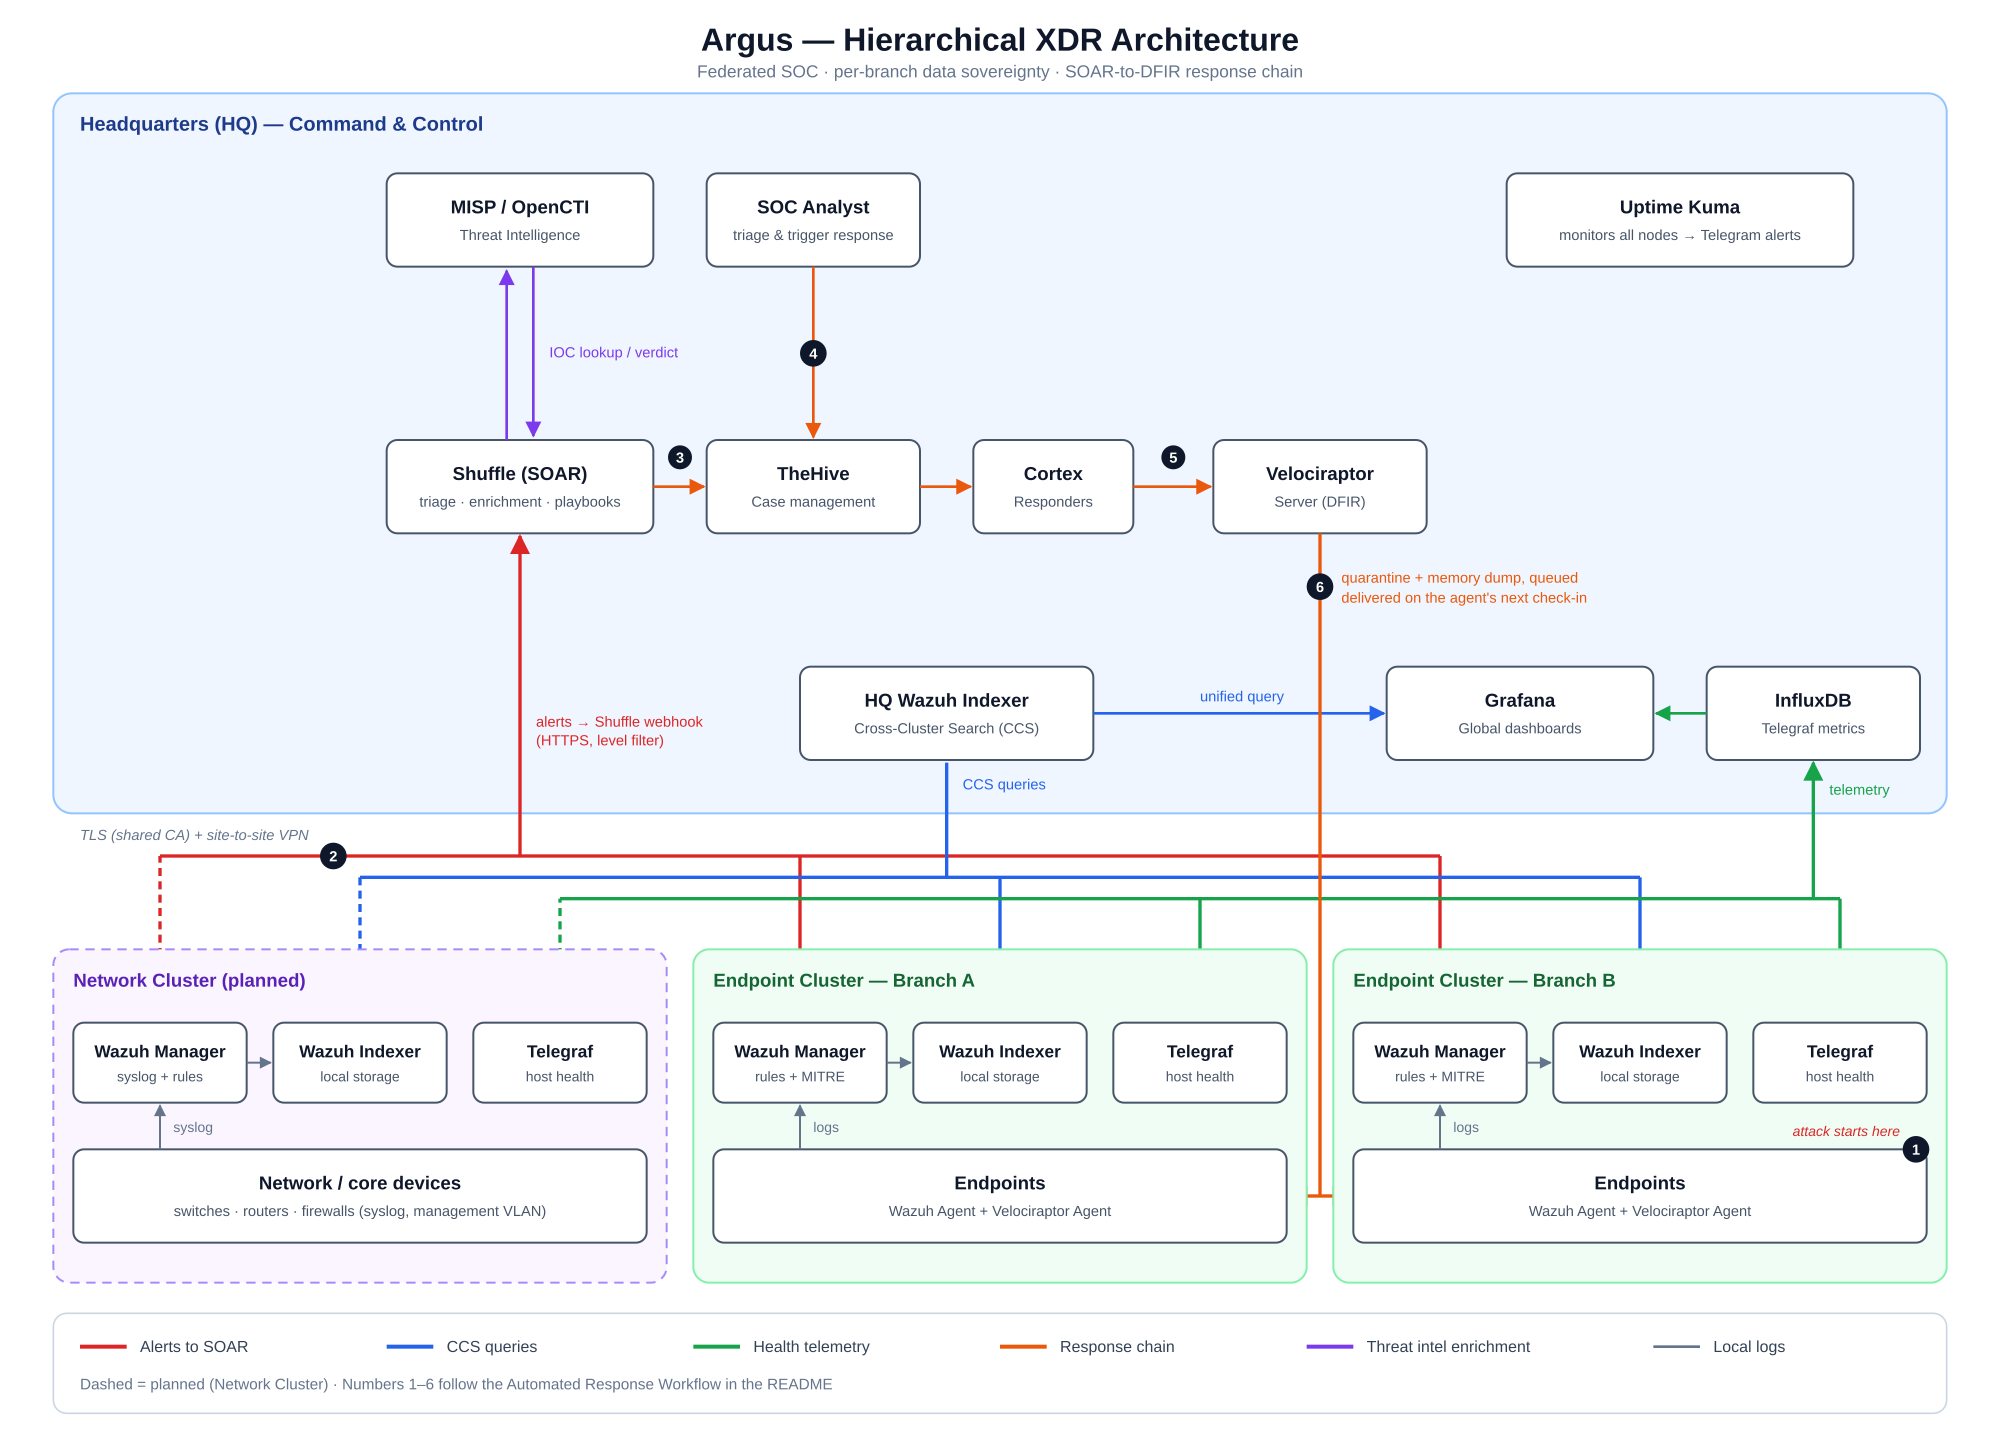 Argus — Hierarchical XDR Architecture
Federated SOC · per-branch data sovereignty · SOAR-to-DFIR response chain
Headquarters (HQ) — Command & Control
MISP / OpenCTI
Threat Intelligence
SOC Analyst
triage & trigger response
Uptime Kuma
monitors all nodes → Telegram alerts
IOC lookup / verdict
4
Shuffle (SOAR)
triage · enrichment · playbooks
3
TheHive
Case management
Cortex
Responders
5
Velociraptor
Server (DFIR)
6
quarantine + memory dump, queued
delivered on the agent's next check-in
alerts → Shuffle webhook
(HTTPS, level filter)
HQ Wazuh Indexer
Cross-Cluster Search (CCS)
unified query
Grafana
Global dashboards
InfluxDB
Telegraf metrics
CCS queries
telemetry
TLS (shared CA) + site-to-site VPN
2
Network Cluster (planned)
Wazuh Manager
syslog + rules
Wazuh Indexer
local storage
Telegraf
host health
syslog
Network / core devices
switches · routers · firewalls (syslog, management VLAN)
Endpoint Cluster — Branch A
Wazuh Manager
rules + MITRE
Wazuh Indexer
local storage
Telegraf
host health
logs
Endpoints
Wazuh Agent + Velociraptor Agent
Endpoint Cluster — Branch B
Wazuh Manager
rules + MITRE
Wazuh Indexer
local storage
Telegraf
host health
logs
attack starts here
1
Endpoints
Wazuh Agent + Velociraptor Agent
Alerts to SOAR
CCS queries
Health telemetry
Response chain
Threat intel enrichment
Local logs
Dashed = planned (Network Cluster) · Numbers 1–6 follow the Automated Response Workflow in the README